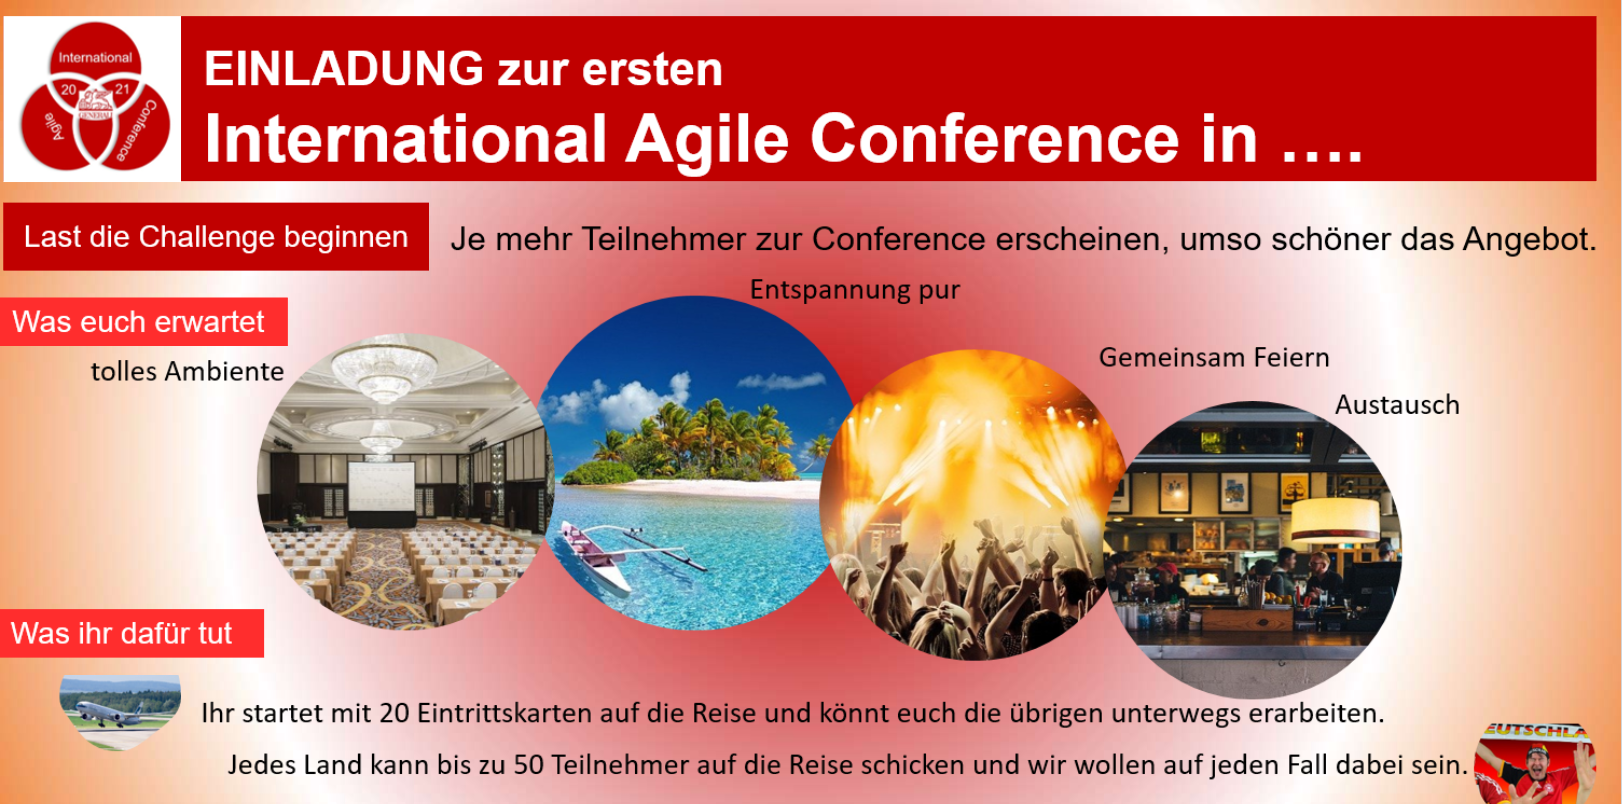 International
20 21
Agile
Conference
GENERALI
EINLADUNG zur ersten
International Agile Conference in ....
Last die Challenge beginnen
Je mehr Teilnehmer zur Conference erscheinen, umso schöner das Angebot.
Entspannung pur
Was euch erwartet
tolles Ambiente
Gemeinsam Feiern
Austausch
Was ihr dafür tut
Ihr startet mit 20 Eintrittskarten auf die Reise und könnt euch die übrigen unterwegs erarbeiten.
EUTSCHLA
Jedes Land kann bis zu 50 Teilnehmer auf die Reise schicken und wir wollen auf jeden Fall dabei sein.